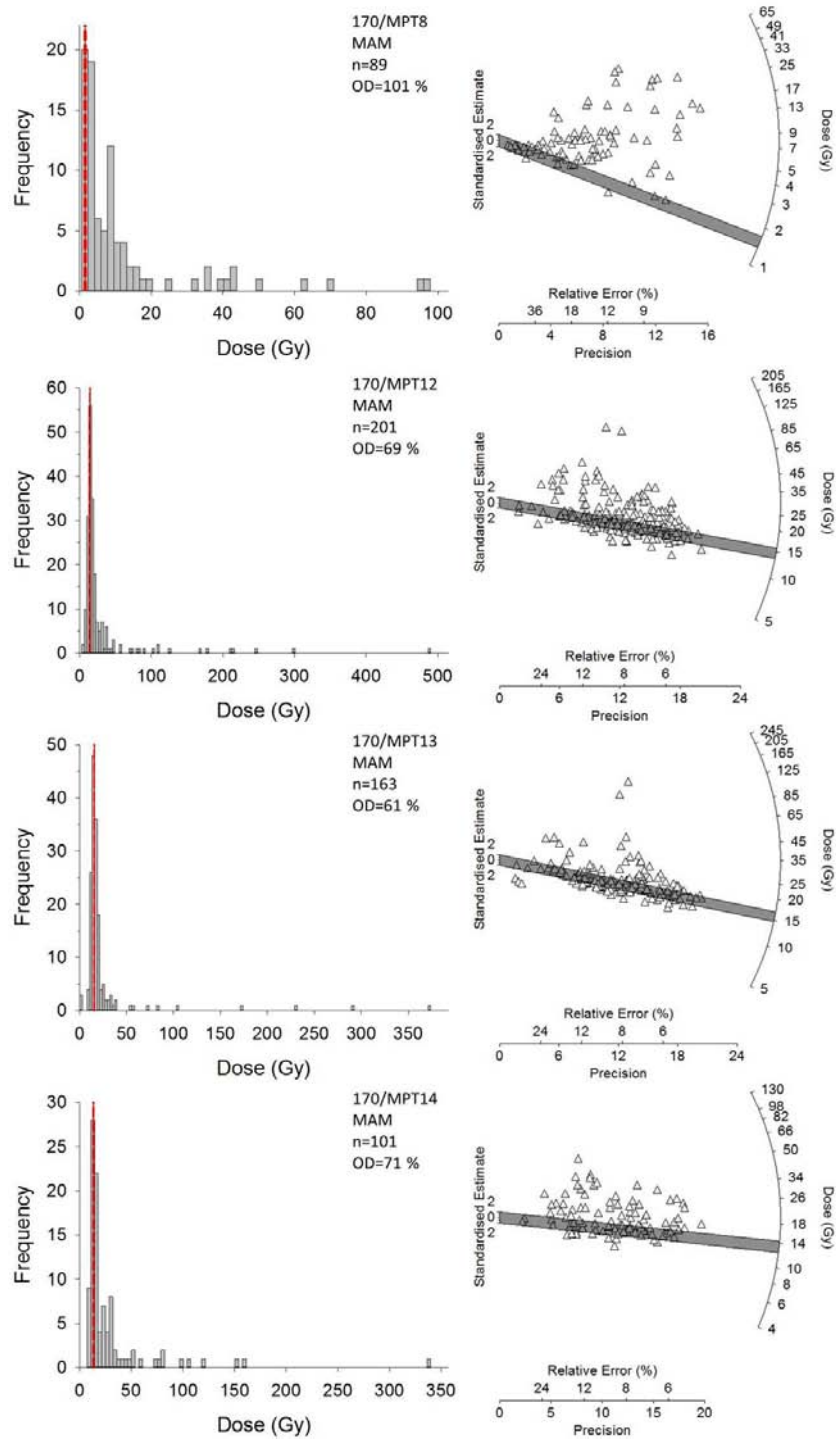 170/MPT8
MAM
n=89
OD=101 %
Frequency
20
15
10
5
0
0 20 40 60 80 100
Dose (Gy)
Standardised Estimate
2
0
2
65
49
41
33
25
17
13
9
7
5
4
3
2
1
Dose (Gy)
Relative Error (%)
36 18 12 9
0 4 8 12 16
Precision
170/MPT12
MAM
n=201
OD=69 %
Frequency
60
50
40
30
20
10
0
0 100 200 300 400 500
Dose (Gy)
Standardised Estimate
2
0
2
205
165
125
85
65
45
35
25
20
15
10
5
Dose (Gy)
Relative Error (%)
24 12 8 6
0 6 12 18 24
Precision
170/MPT13
MAM
n=163
OD=61 %
Frequency
50
40
30
20
10
0
0 50 100 150 200 250 300 350
Dose (Gy)
Standardised Estimate
2
0
2
245
205
165
125
85
65
45
35
25
20
15
10
5
Dose (Gy)
Relative Error (%)
24 12 8 6
0 6 12 18 24
Precision
170/MPT14
MAM
n=101
OD=71 %
Frequency
30
25
20
15
10
5
0
0 50 100 150 200 250 300 350
Dose (Gy)
Standardised Estimate
2
0
2
130
98
82
66
50
34
26
18
14
10
8
6
4
Dose (Gy)
Relative Error (%)
24 12 8 6
0 5 10 15 20
Precision